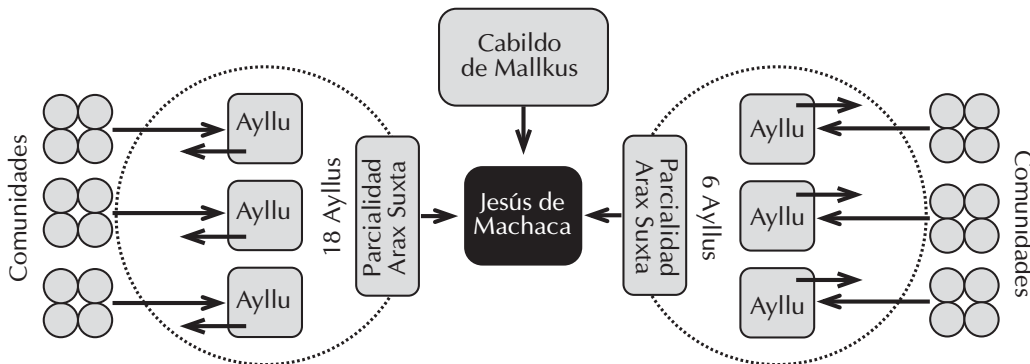 Cabildo
de Mallkus
Comunidades
Ayllu
Ayllu
Ayllu
18 Ayllus
Parcialidad
Arax Suxta
Jesús de
Machaca
Parcialidad
Arax Suxta
6 Ayllus
Ayllu
Ayllu
Ayllu
Comunidades